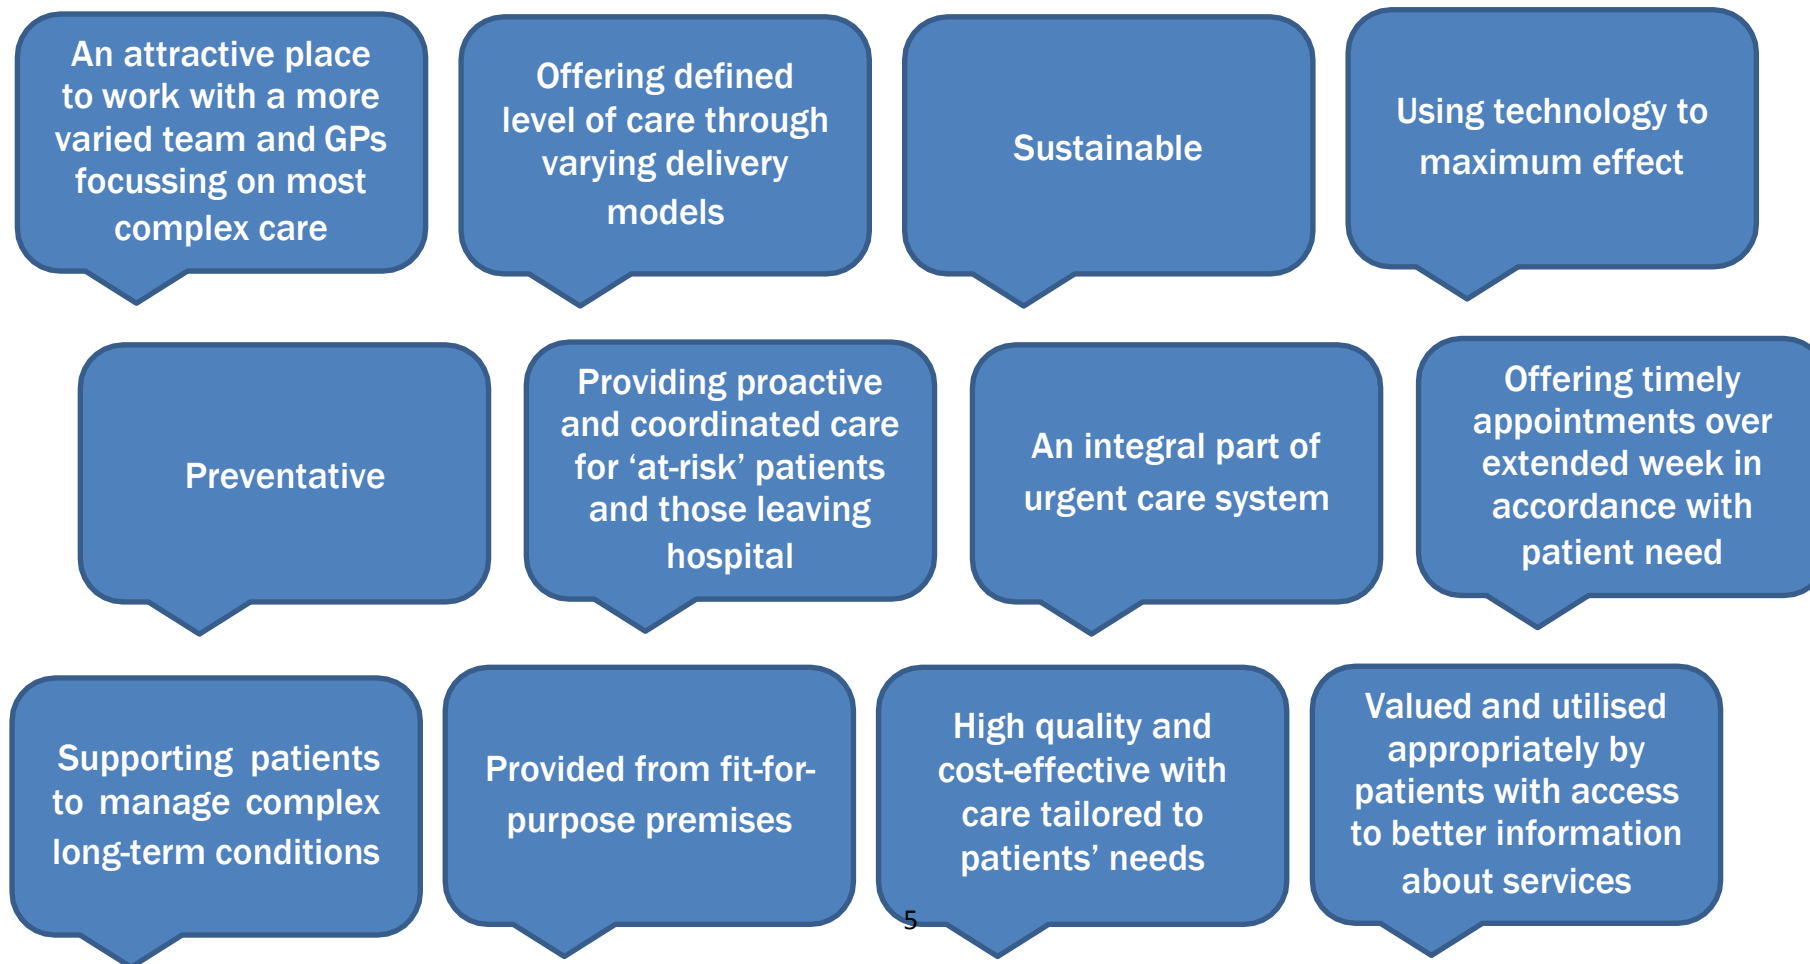 An attractive place
to work with a more
varied team and GPs
focussing on most
complex care
Offering defined
level of care through
varying delivery
models
Sustainable
Using technology to
maximum effect
Preventative
Providing proactive
and coordinated care
for ‘at-risk’ patients
and those leaving
hospital
An integral part of
urgent care system
Offering timely
appointments over
extended week in
accordance with
patient need
Supporting patients
to manage complex
long-term conditions
Provided from fit-for-
purpose premises
High quality and
cost-effective with
care tailored to
patients’ needs
Valued and utilised
appropriately by
patients with access
to better information
about services
5